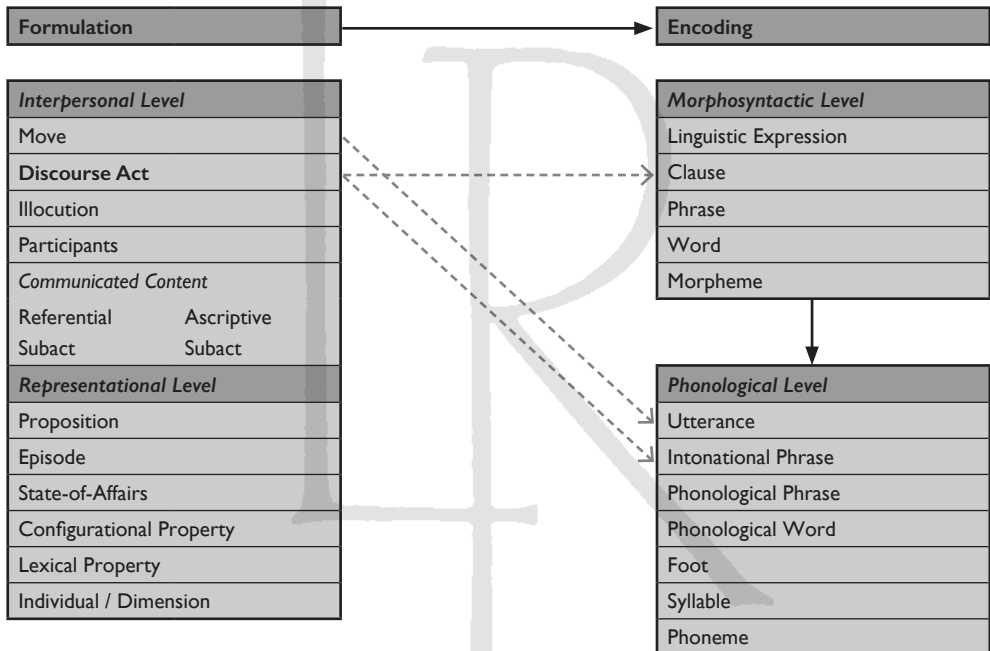 Formulation
Encoding
Interpersonal Level
Move
Discourse Act
Illocution
Participants
Communicated Content
Referential Ascriptive
Subact Subact
Representational Level
Proposition
Episode
State-of-Affairs
Configurational Property
Lexical Property
Individual / Dimension
Morphosyntactic Level
Linguistic Expression
Clause
Phrase
Word
Morpheme
Phonological Level
Utterance
Intonational Phrase
Phonological Phrase
Phonological Word
Foot
Syllable
Phoneme